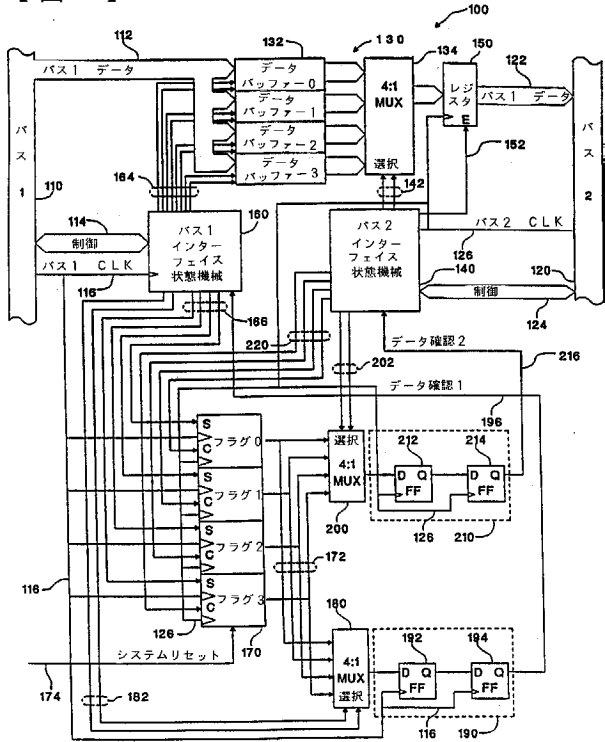 100
112
132
130
134
150
122
バス1 データ
データ
バッファー0
データ
バッファー1
データ
バッファー2
データ
バッファー3
4:1
MUX
選択
レジスタ
E
バス1 データ
152
バス1
バス2
110
164
160
142
114
制御
バス1 CLK
116
バス1
インター
フェイス
状態機械
バス2
インター
フェイス
状態機械
バス2 CLK
126
120
140
制御
124
166
220
202
データ確認2
216
データ確認1
196
S
フラグ0
C
S
フラグ1
C
S
フラグ2
C
S
フラグ3
C
選択
4:1
MUX
200
212
214
D Q
FF
D Q
FF
126
210
172
116
126
170
180
システムリセット
174
182
4:1
MUX
選択
192
194
D Q
FF
D Q
FF
116
190